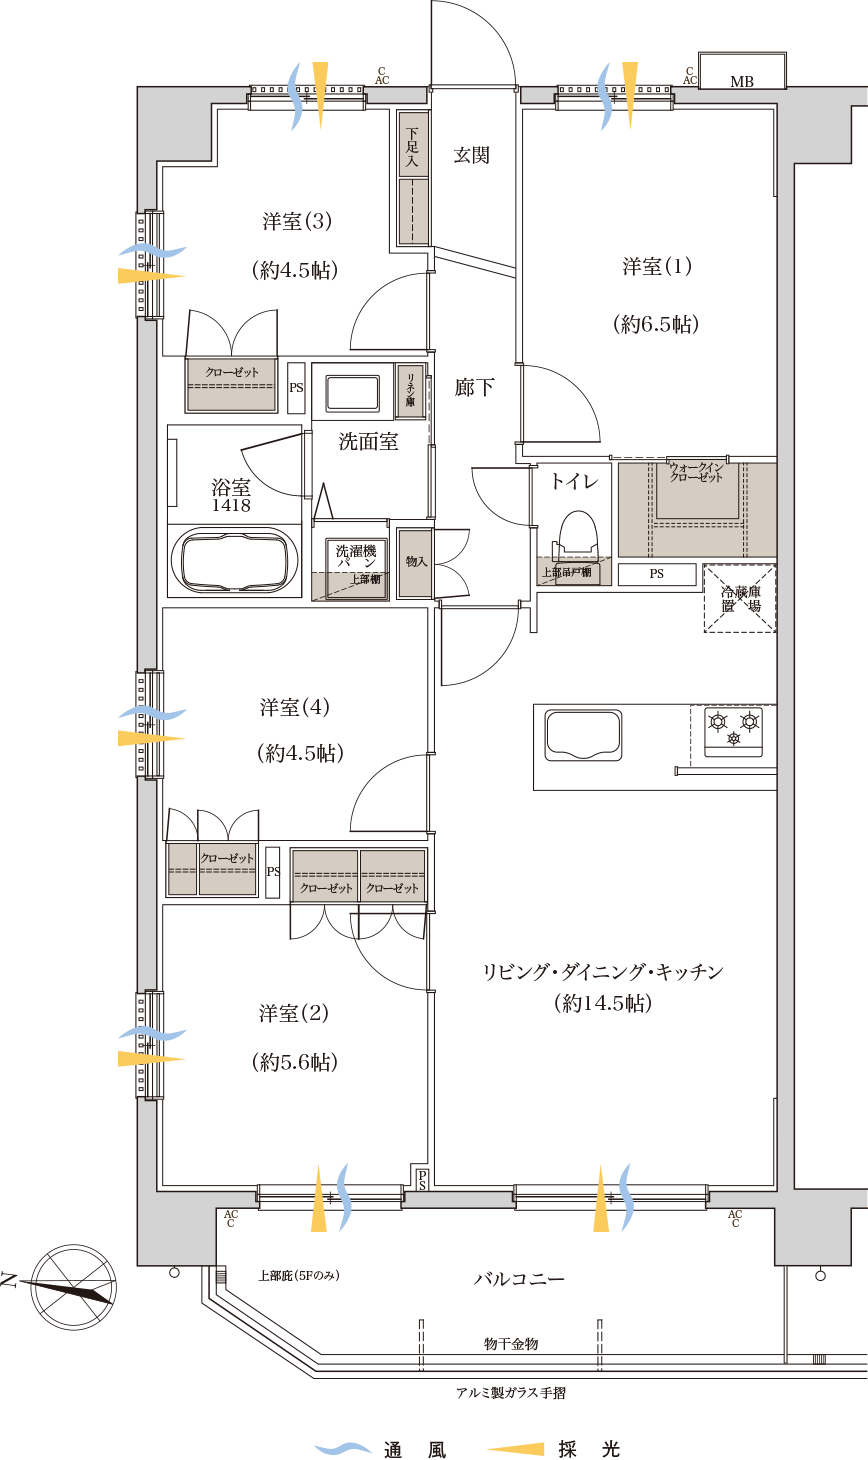 C
AC
C
AC
MB
下足入
玄関
洋室(3)
(約4.5帖)
洋室(1)
(約6.5帖)
クローゼット
PS
リネン庫
廊下
洗面室
浴室
1418
トイレ
ウォークイン
クローゼット
洗濯機
パン
上部棚
物入
上部吊戸棚
PS
冷蔵庫
置場
洋室(4)
(約4.5帖)
クローゼット
PS
クローゼット
クローゼット
リビング・ダイニング・キッチン
(約14.5帖)
洋室(2)
(約5.6帖)
PS
AC
C
AC
C
N
上部庇(5Fのみ)
バルコニー
物干金物
アルミ製ガラス手摺
通風
採光